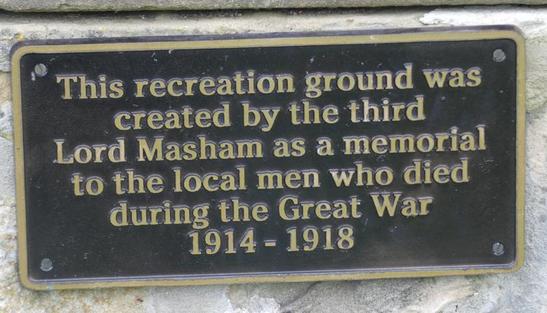 This recreation ground was
created by the third
Lord Masham as a memorial
to the local men who died
during the Great War
1914 - 1918